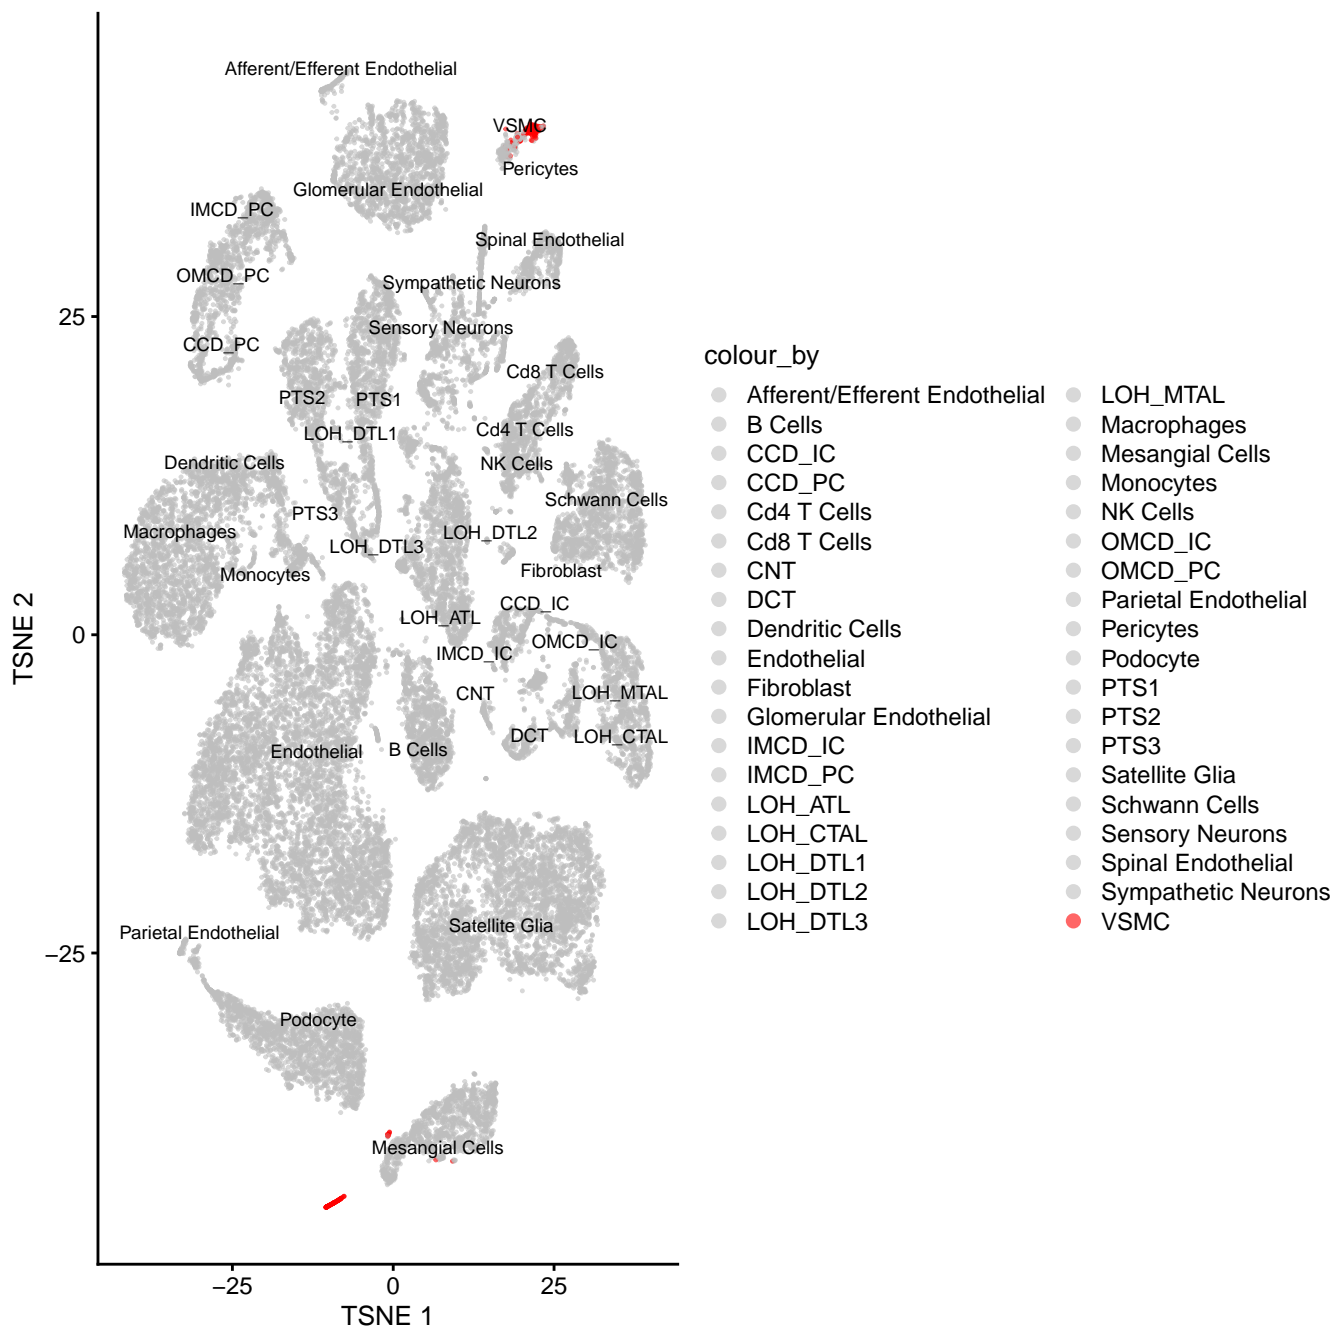 Afferent/Efferent Endothelial
VSMC
Pericytes
Glomerular Endothelial
IMCD_PC
Spinal Endothelial
OMCD_PC
Sympathetic Neurons
25
Sensory Neurons
CCD_PC
Cd8 T Cells
PTS2
PTS1
LOH_DTL1
Cd4 T Cells
Dendritic Cells
NK Cells
Schwann Cells
PTS3
Macrophages
LOH_DTL2
LOH_DTL3
Monocytes
Fibroblast
CCD_IC
LOH_ATL
0
OMCD_IC
IMCD_IC
CNT
LOH_MTAL
DCT
LOH_CTAL
Endothelial
B Cells
Satellite Glia
Parietal Endothelial
−25
Podocyte
Mesangial Cells
−25
0
25
TSNE 1
TSNE 2
colour_by
Afferent/Efferent Endothelial
B Cells
CCD_IC
CCD_PC
Cd4 T Cells
Cd8 T Cells
CNT
DCT
Dendritic Cells
Endothelial
Fibroblast
Glomerular Endothelial
IMCD_IC
IMCD_PC
LOH_ATL
LOH_CTAL
LOH_DTL1
LOH_DTL2
LOH_DTL3
LOH_MTAL
Macrophages
Mesangial Cells
Monocytes
NK Cells
OMCD_IC
OMCD_PC
Parietal Endothelial
Pericytes
Podocyte
PTS1
PTS2
PTS3
Satellite Glia
Schwann Cells
Sensory Neurons
Spinal Endothelial
Sympathetic Neurons
VSMC